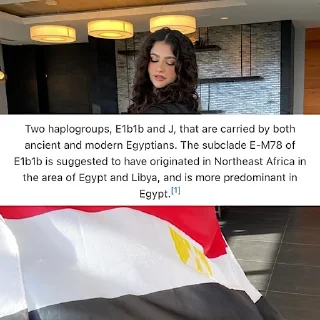 Two haplogroups, E1b1b and J, that are carried by both
ancient and modern Egyptians. The subclade E-M78 of
E1b1b is suggested to have originated in Northeast Africa in
the area of Egypt and Libya, and is more predominant in
Egypt.[1]